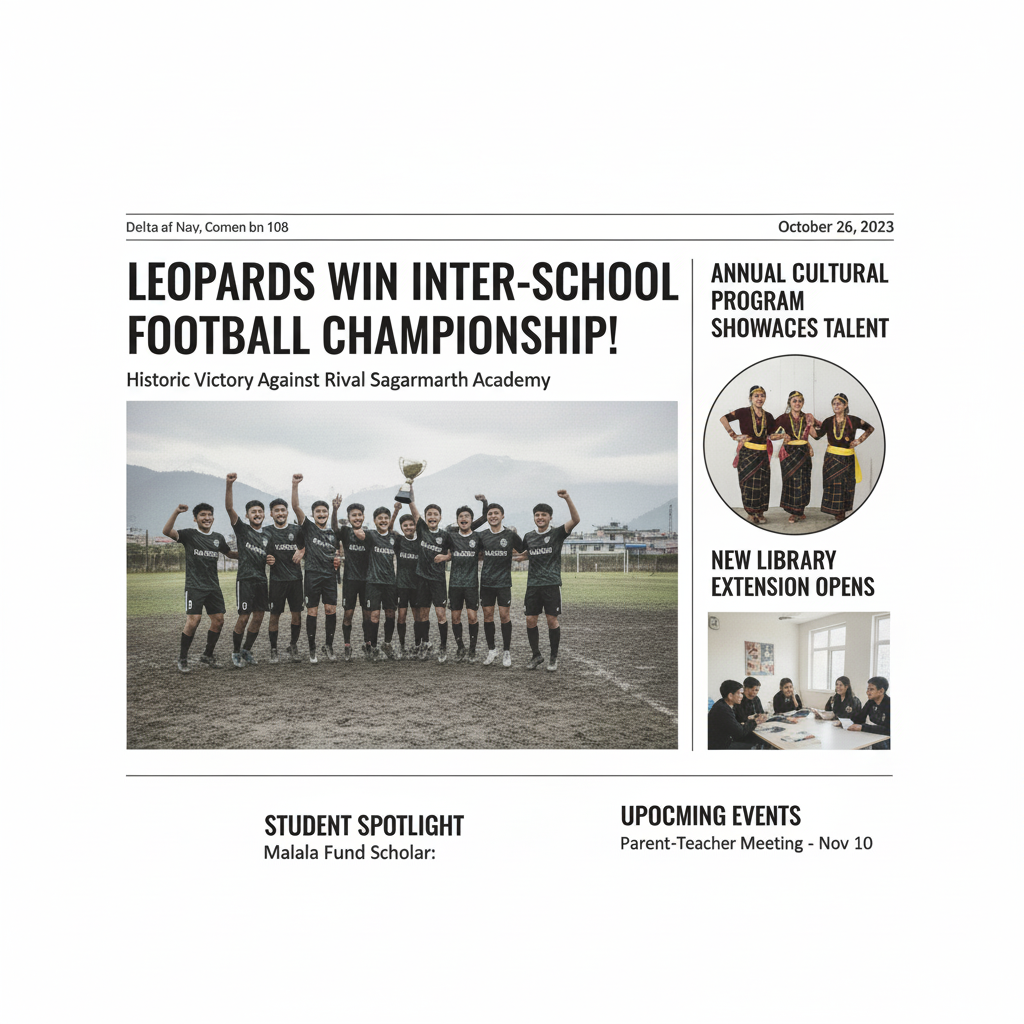 Delta af Nay, Comen bn 108
October 26, 2023
LEOPARDS WIN INTER-SCHOOL
FOOTBALL CHAMPIONSHIP!
Historic Victory Against Rival Sagarmarth Academy
ANNUAL CULTURAL
PROGRAM
SHOWACES TALENT
NEW LIBRARY
EXTENSION OPENS
STUDENT SPOTLIGHT
Malala Fund Scholar:
UPOCMING EVENTS
Parent-Teacher Meeting - Nov 10